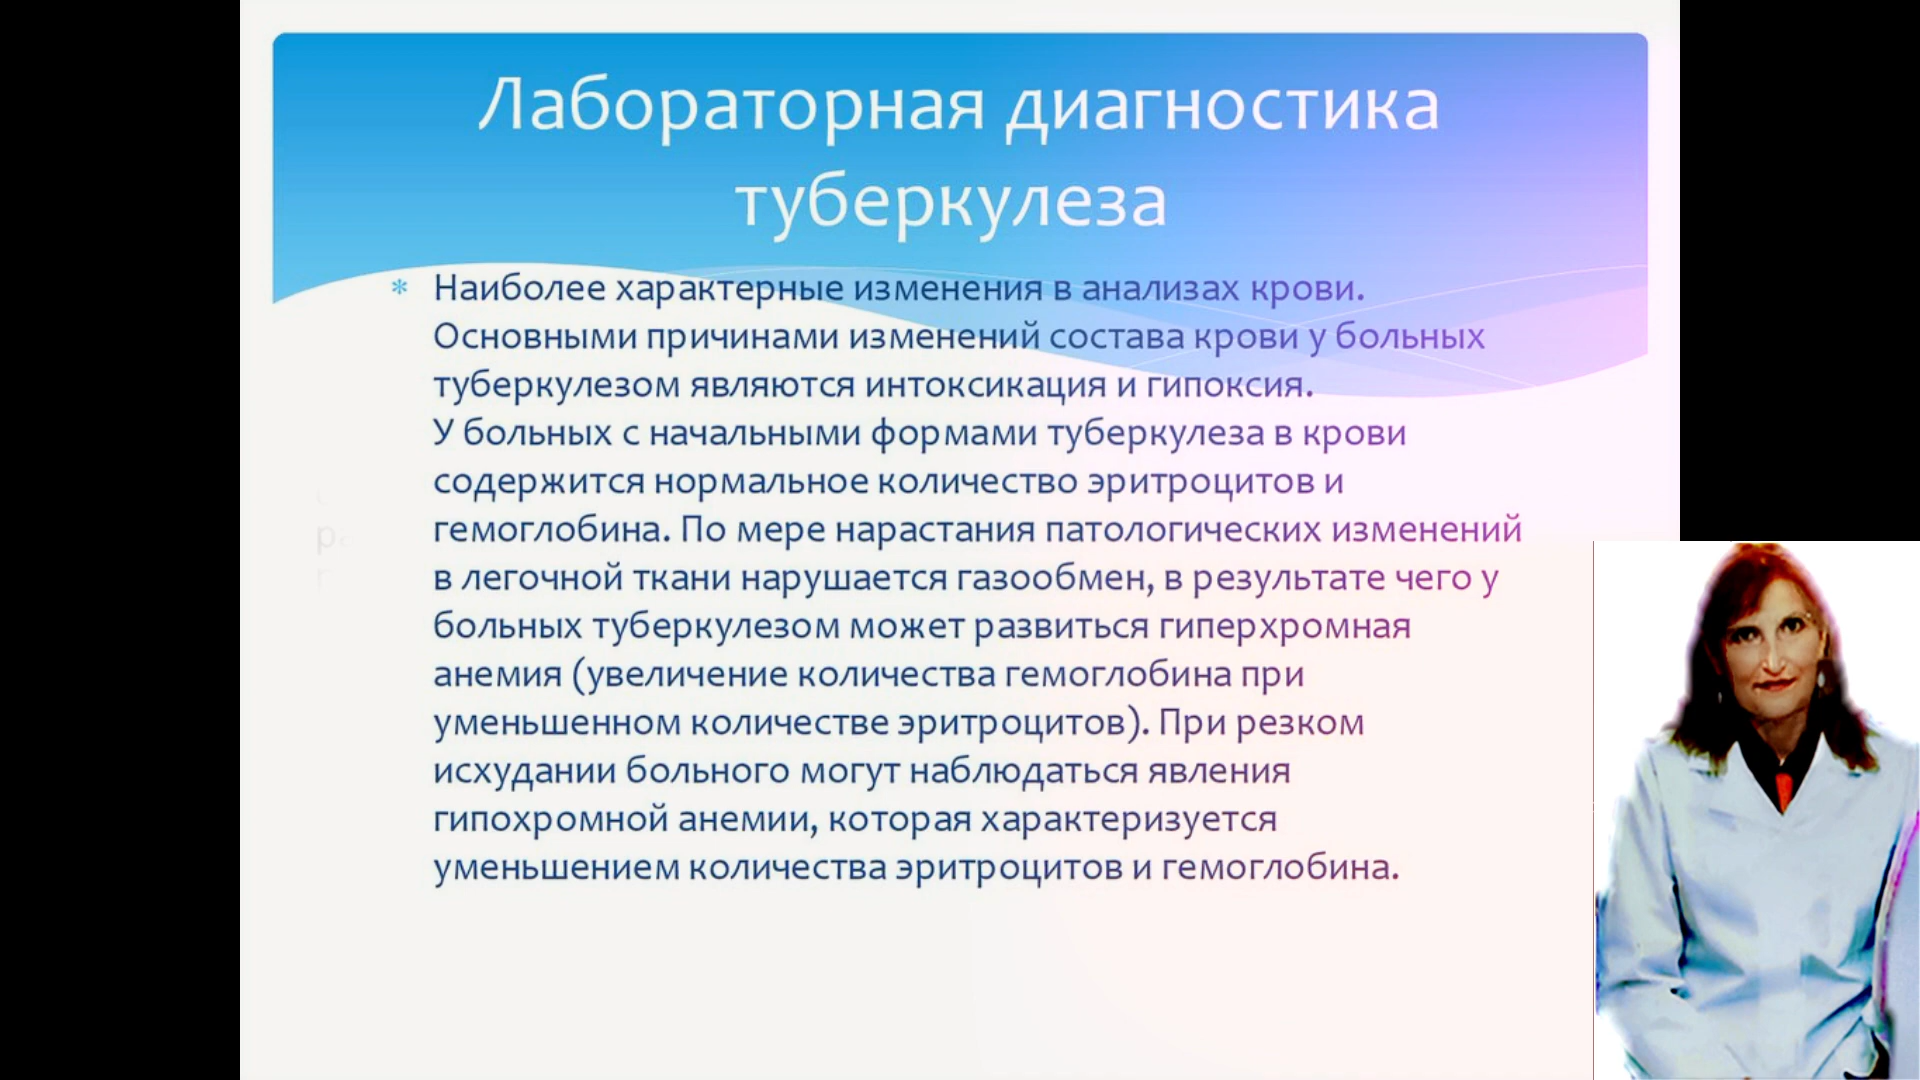 Лабораторная диагностика
туберкулеза
* Наиболее характерные изменения в анализах крови.
Основными причинами изменений состава крови у больных
туберкулезом являются интоксикация и гипоксия.
У больных с начальными формами туберкулеза в крови
содержится нормальное количество эритроцитов и
гемоглобина. По мере нарастания патологических изменений
в легочной ткани нарушается газообмен, в результате чего у
больных туберкулезом может развиться гиперхромная
анемия (увеличение количества гемоглобина при
уменьшенном количестве эритроцитов). При резком
исхудании больного могут наблюдаться явления
гипохромной анемии, которая характеризуется
уменьшением количества эритроцитов и гемоглобина.